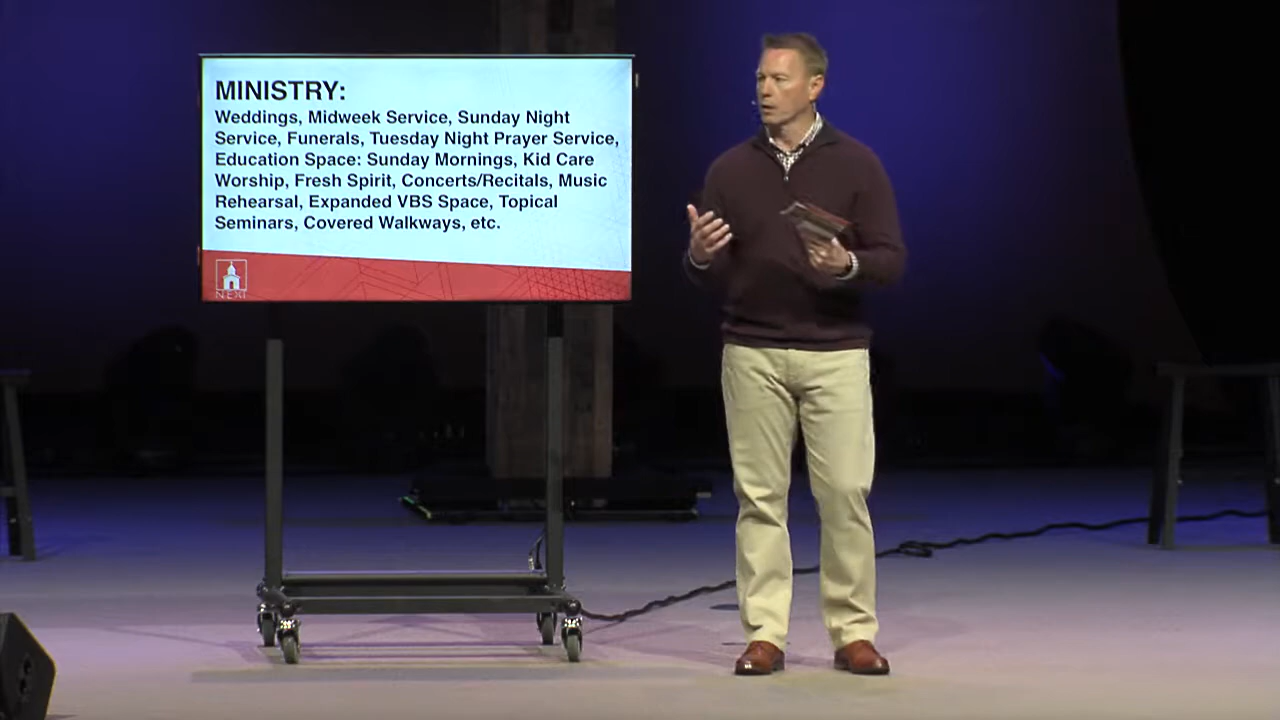 MINISTRY:
Weddings, Midweek Service, Sunday Night
Service, Funerals, Tuesday Night Prayer Service,
Education Space: Sunday Mornings, Kid Care
Worship, Fresh Spirit, Concerts/Recitals, Music
Rehearsal, Expanded VBS Space, Topical
Seminars, Covered Walkways, etc.
NEXT